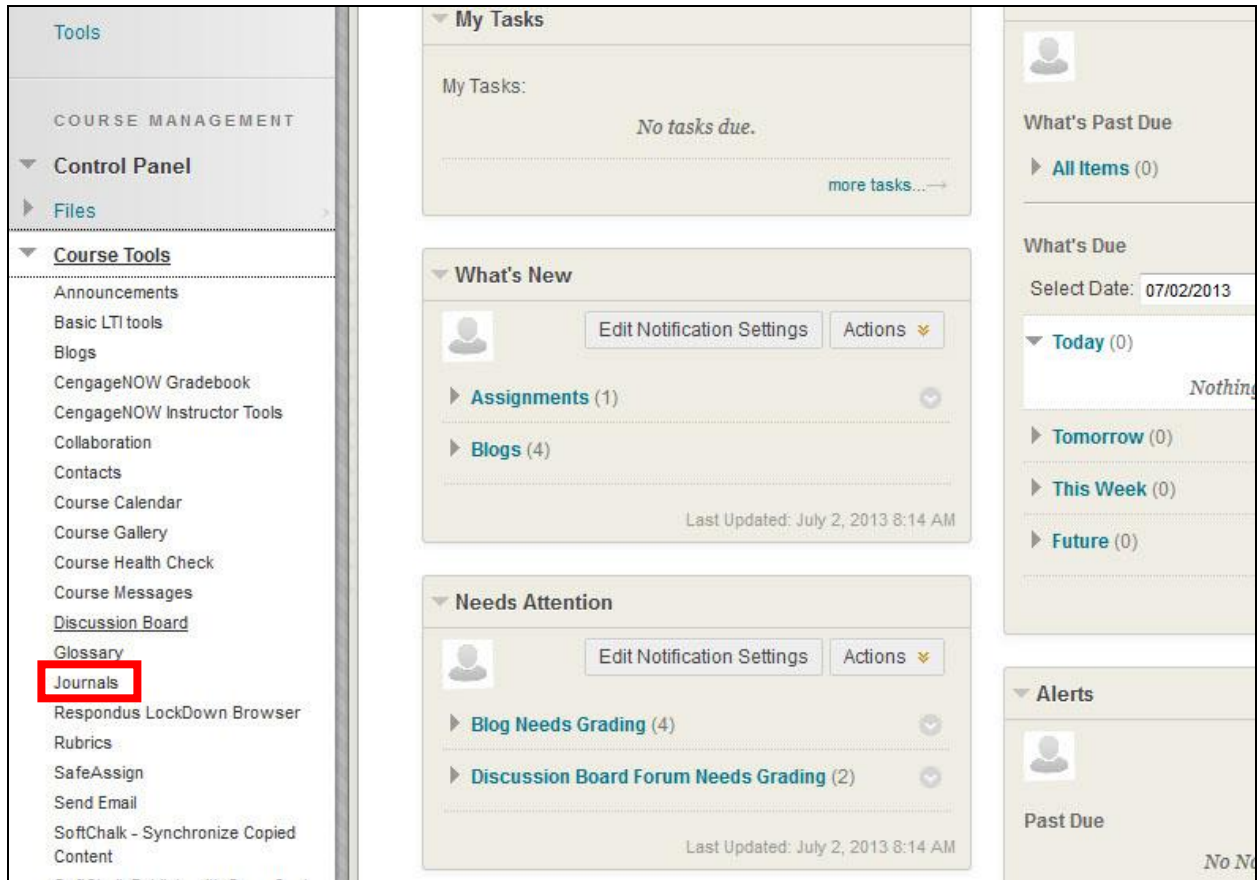 Tools
COURSE MANAGEMENT
Control Panel
Files
Course Tools
Announcements
Basic LTI tools
Blogs
CengageNOW Gradebook
CengageNOW Instructor Tools
Collaboration
Contacts
Course Calendar
Course Gallery
Course Health Check
Course Messages
Discussion Board
Glossary
Journals
Respondus LockDown Browser
Rubrics
SafeAssign
Send Email
SoftChalk - Synchronize Copied
Content
My Tasks
My Tasks:
No tasks due.
more tasks...→
What's New
Edit Notification Settings
Actions
Assignments (1)
Blogs (4)
Last Updated: July 2, 2013 8:14 AM
Needs Attention
Edit Notification Settings
Actions
Blog Needs Grading (4)
Discussion Board Forum Needs Grading (2)
Last Updated: July 2, 2013 8:14 AM
What's Past Due
All Items (0)
What's Due
Select Date: 07/02/2013
Today (0)
Nothing
Tomorrow (0)
This Week (0)
Future (0)
Alerts
Past Due
No